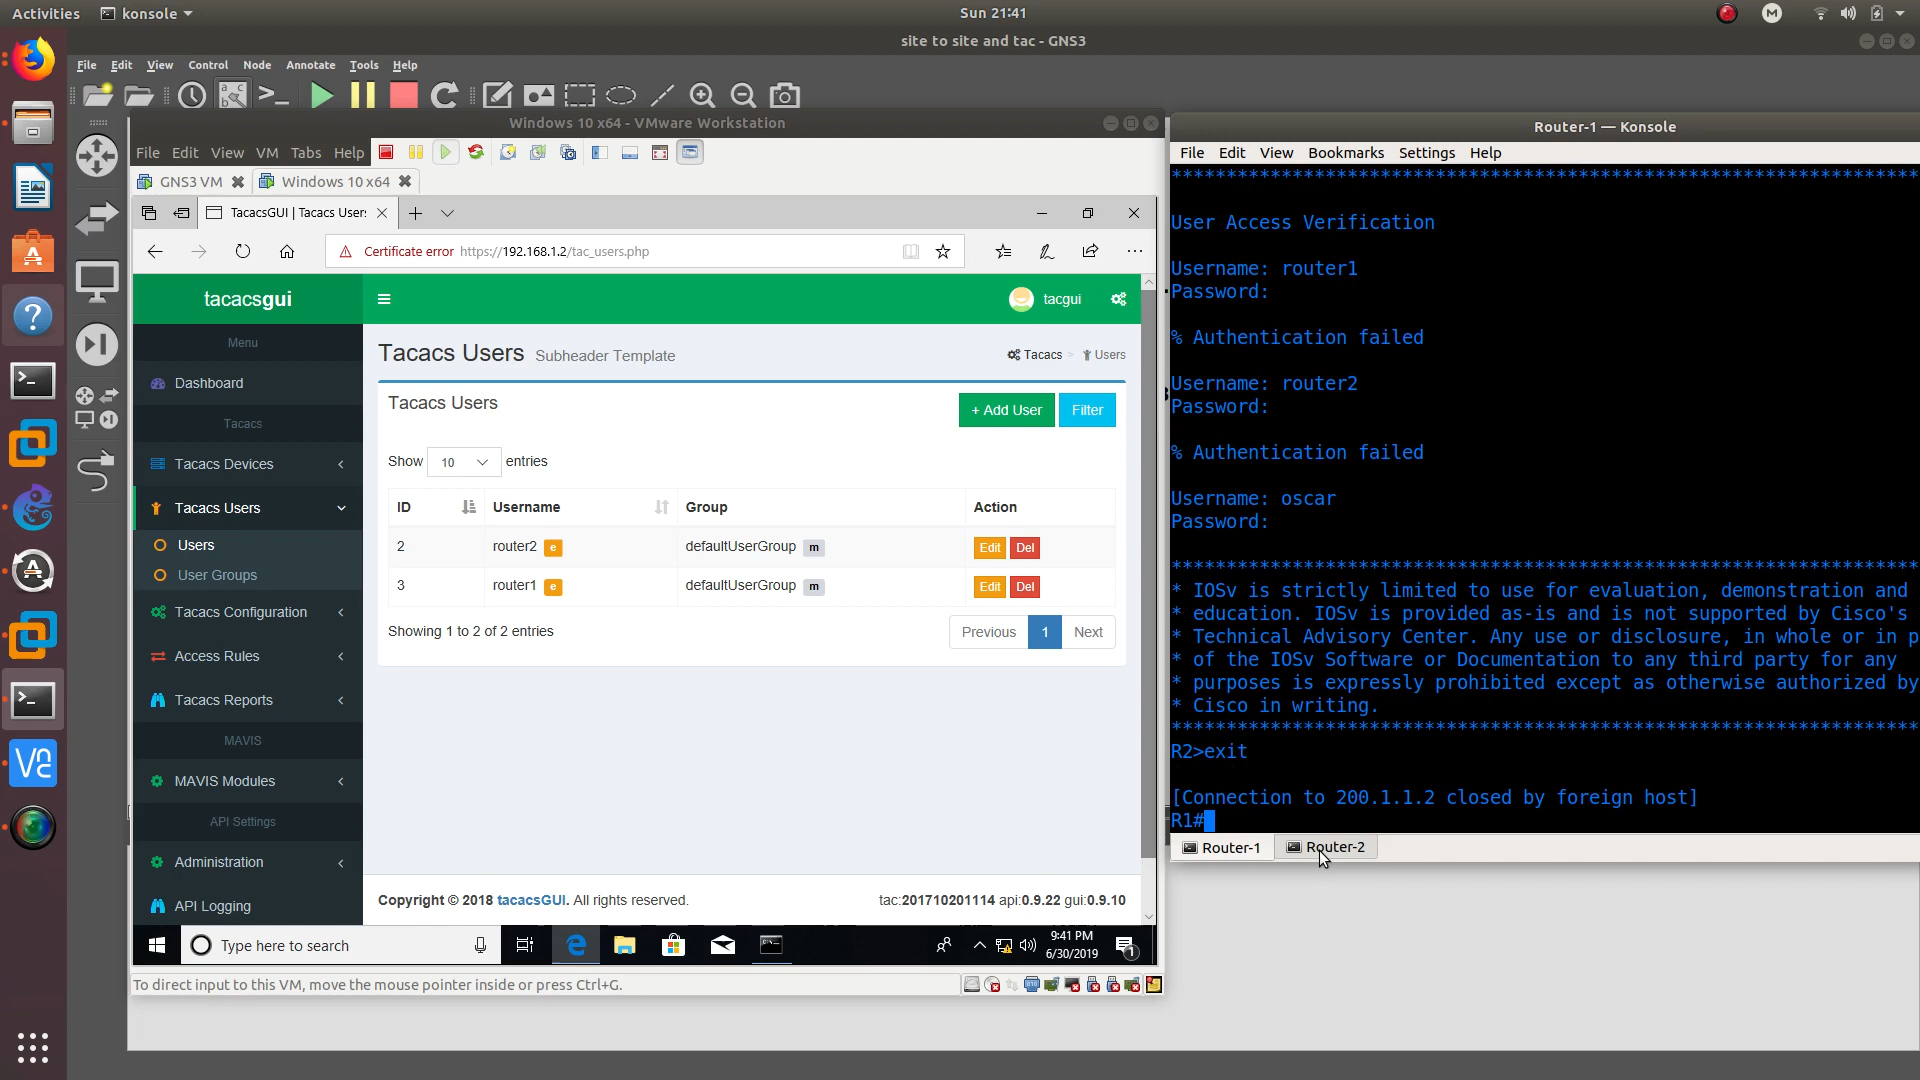 Activities
konsole
Sun 21:41
M
site to site and tac - GNS3
File Edit View Control Node Annotate Tools Help
Windows 10 x64 - VMware Workstation
File Edit View VM Tabs Help
GNS3 VM
Windows 10 x64
TacacsGUI | Tacacs User:
Certificate error https://192.168.1.2/tac_users.php
tacacsgui
tacgui
Menu
Dashboard
Tacacs
Tacacs Devices
Tacacs Users
Users
User Groups
Tacacs Configuration
Access Rules
Tacacs Reports
MAVIS
MAVIS Modules
API Settings
Administration
API Logging
Tacacs Users Subheader Template
Tacacs > Users
Tacacs Users
+ Add User
Filter
Show 10 entries
ID Username Group Action
2 router2 e defaultUserGroup m Edit Del
3 router1 e defaultUserGroup m Edit Del
Showing 1 to 2 of 2 entries
Previous 1 Next
Copyright © 2018 tacacsGUI. All rights reserved.
tac:201710201114 api:0.9.22 gui:0.9.10
Type here to search
9:41 PM
6/30/2019
1
To direct input to this VM, move the mouse pointer inside or press Ctrl+G.
Router-1 — Konsole
File Edit View Bookmarks Settings Help
********************************************************************
User Access Verification
Username: router1
Password:
% Authentication failed
Username: router2
Password:
% Authentication failed
Username: oscar
Password:
********************************************************************
* IOSv is strictly limited to use for evaluation, demonstration and
* education. IOSv is provided as-is and is not supported by Cisco's
* Technical Advisory Center. Any use or disclosure, in whole or in p
* of the IOSv Software or Documentation to any third party for any
* purposes is expressly prohibited except as otherwise authorized by
* Cisco in writing.
********************************************************************
R2>exit
[Connection to 200.1.1.2 closed by foreign host]
R1#
Router-1
Router-2